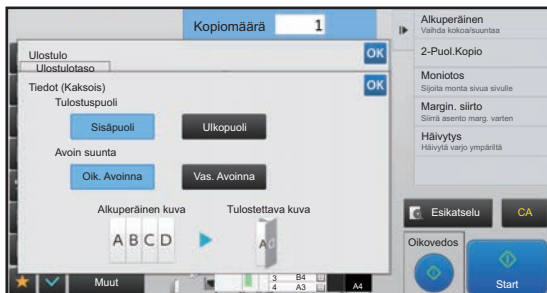 Kopiomäärä 1
Alkuperäinen
Vaihda kokoa/suuntaa
2-Puol.Kopio
Moniotos
Sijoita monta sivua sivulle
Margin. siirto
Siirrä asento marg. varten
Häivytys
Häivytä varjo ympäriltä
Ulostulo
OK
Ulostulotaso
Tiedot (Kaksois)
OK
Tulostuspuoli
Sisäpuoli
Ulkopuoli
Avoin suunta
Oik. Avoinna
Vas. Avoinna
Alkuperäinen kuva
Tulostettava kuva
A B C D
Esikatselu
CA
Oikovedos
Start
Muut
3 B4
4 A3
A4